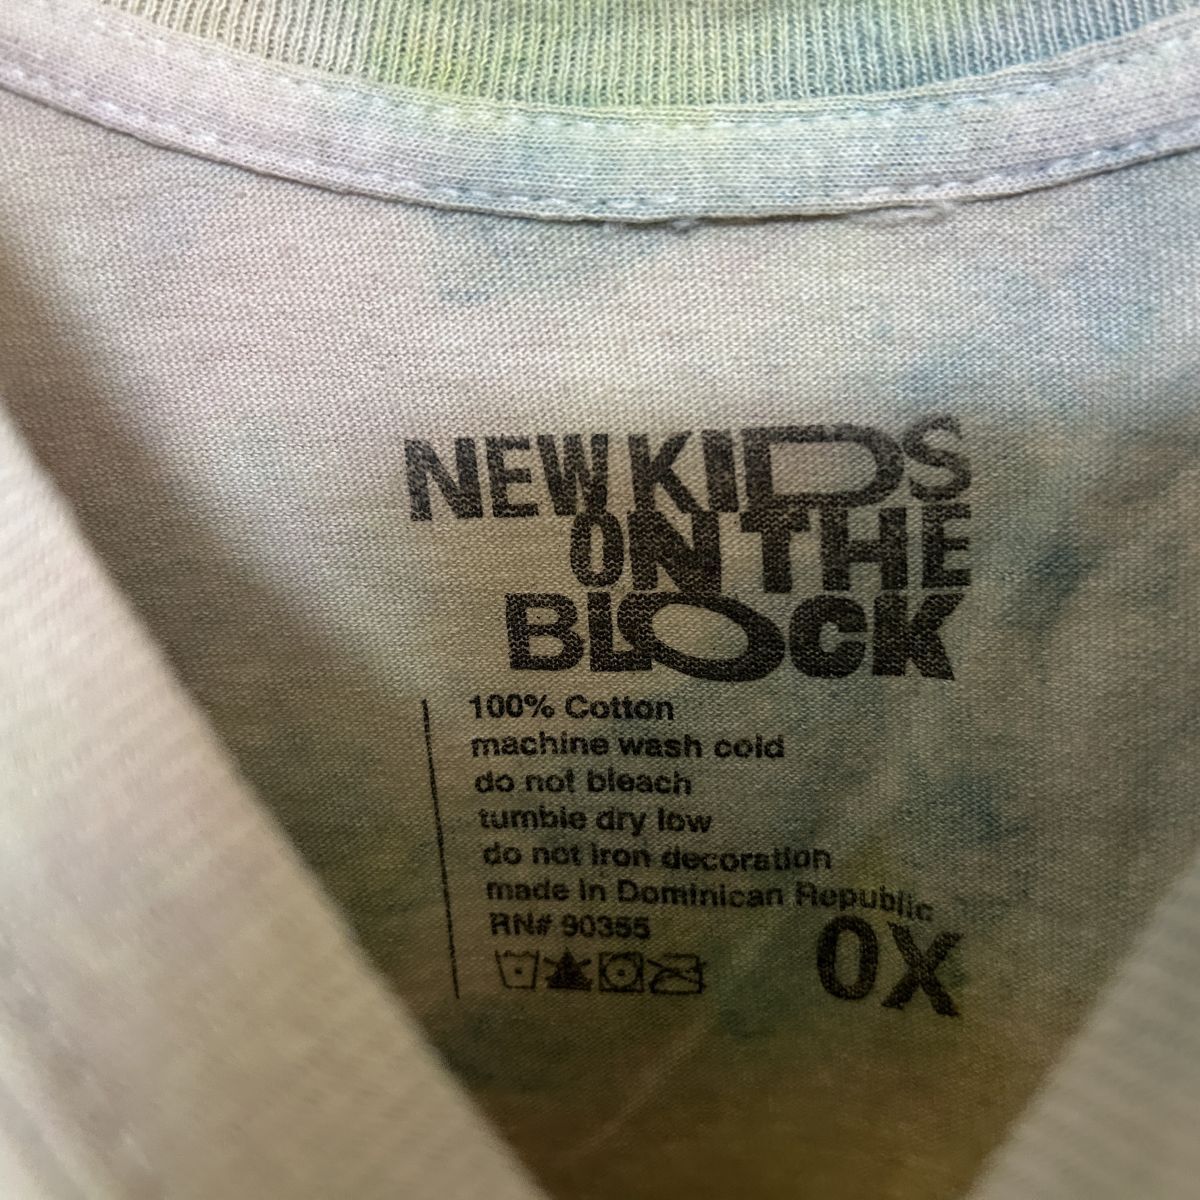 NEW KIDS
ON THE
BLOCK
100% Cotton
machine wash cold
do not bleach
tumble dry low
do not iron decoration
made in Dominican Republic
RN# 90355
0X